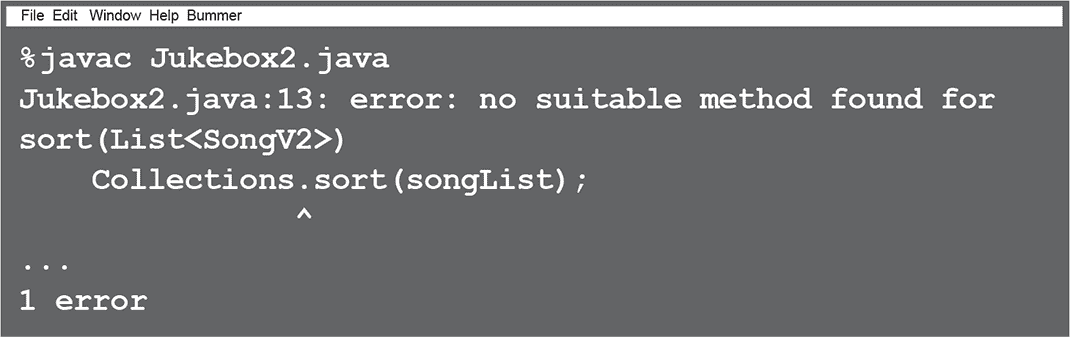 File Edit Window Help Bummer
%javac Jukebox2.java
Jukebox2.java:13: error: no suitable method found for
sort(List<SongV2>)
Collections.sort(songList);
^
...
1 error